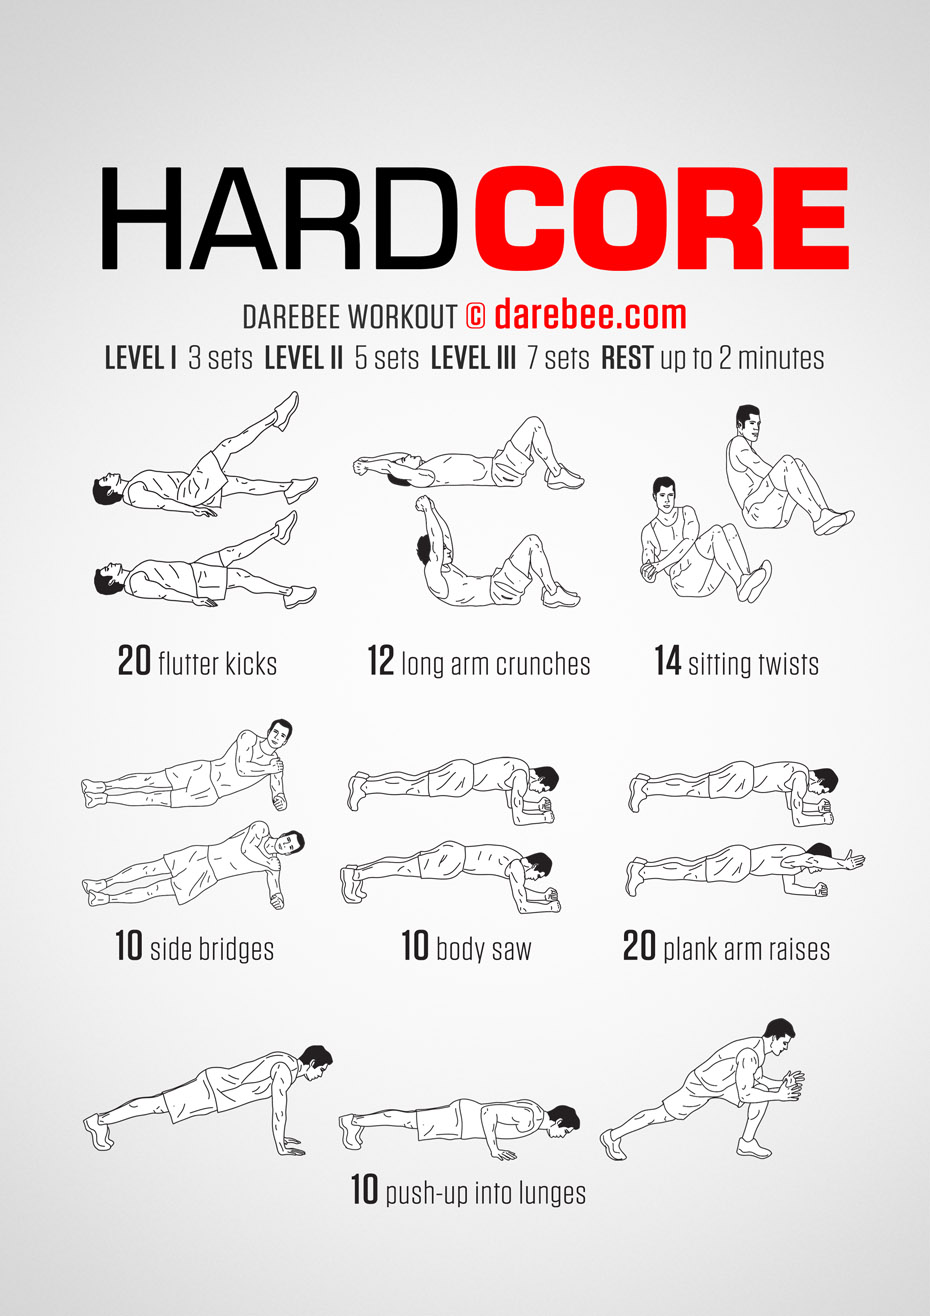 HARDCORE
DAREBEE WORKOUT © darebee.com
LEVEL I 3 sets LEVEL II 5 sets LEVEL III 7 sets REST up to 2 minutes
20 flutter kicks
12 long arm crunches
14 sitting twists
10 side bridges
10 body saw
20 plank arm raises
10 push-up into lunges